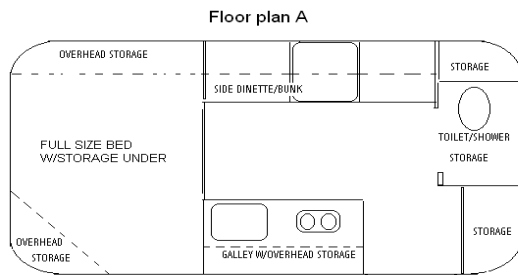 Floor plan A
OVERHEAD STORAGE
STORAGE
SIDE DINETTE/BUNK
TOILET/SHOWER
FULL SIZE BED
W/STORAGE UNDER
STORAGE
STORAGE
OVERHEAD
STORAGE
GALLEY W/OVERHEAD STORAGE